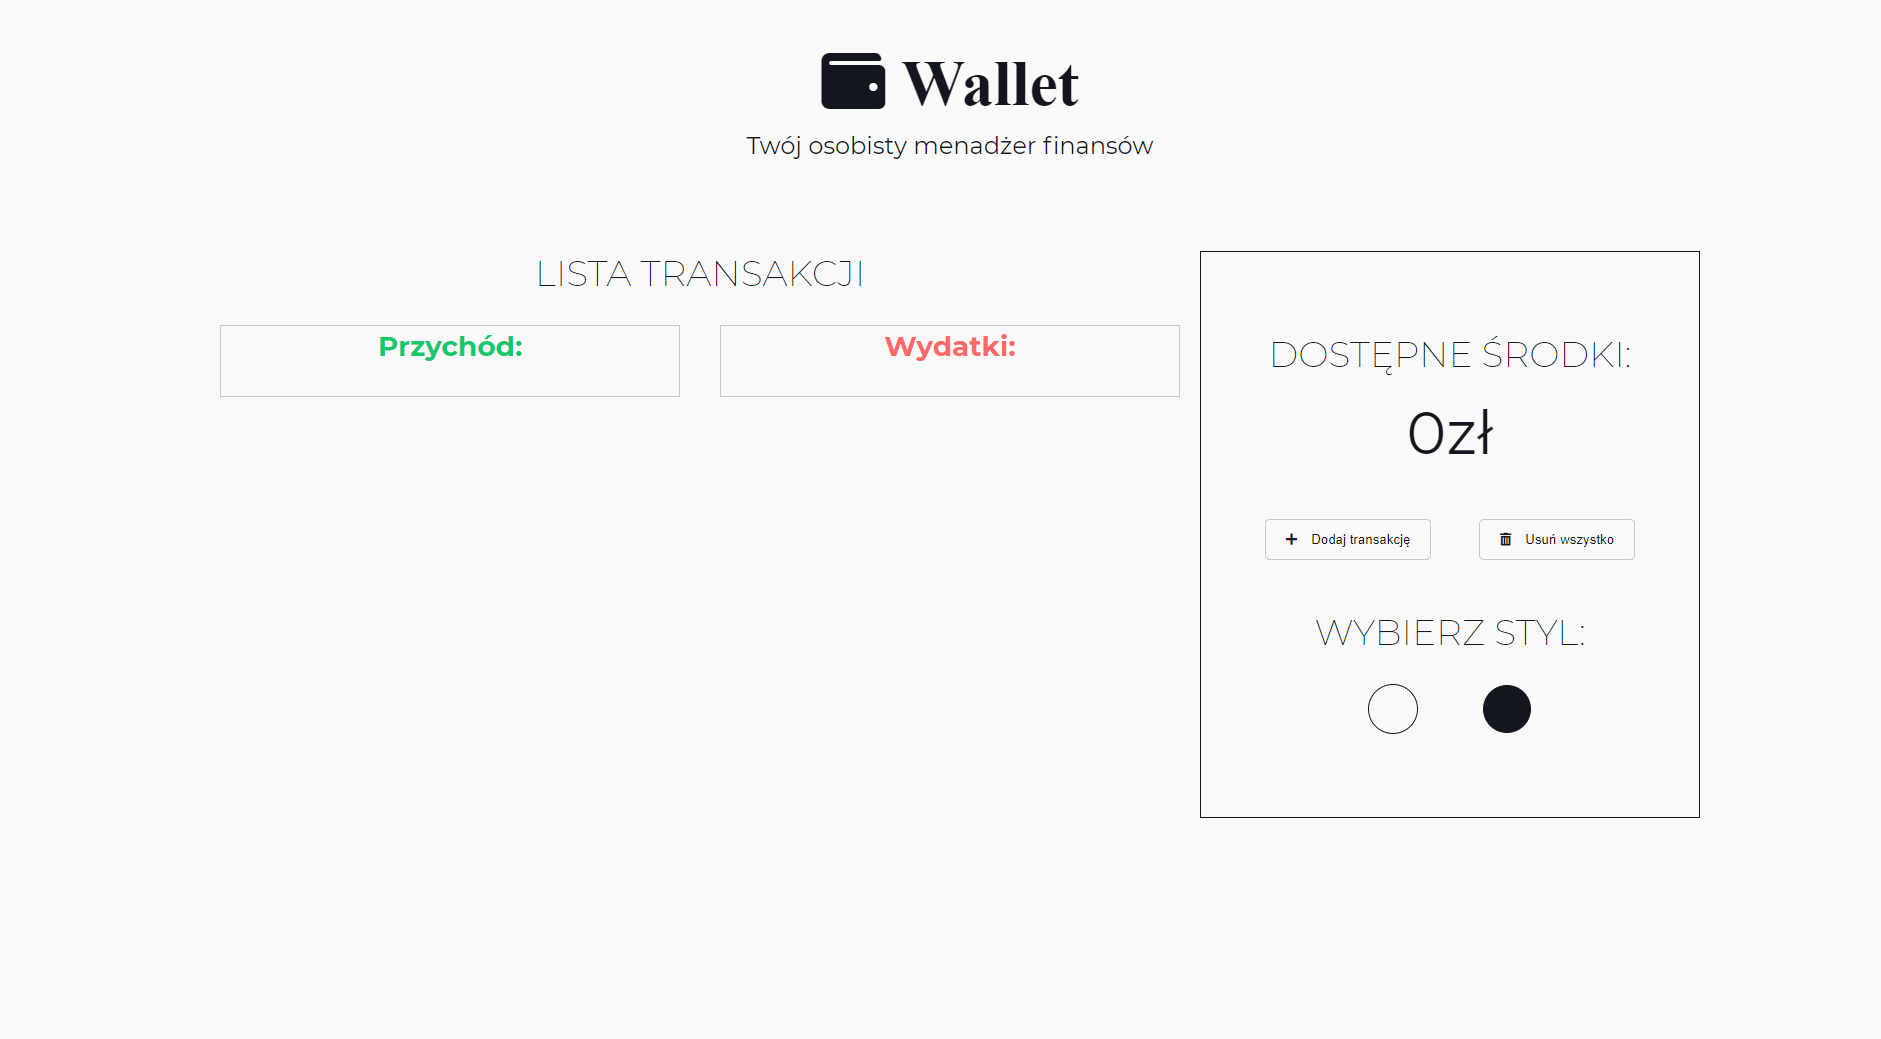 Wallet
Twój osobisty menadżer finansów
LISTA TRANSAKCJI
Przychód:
Wydatki:
DOSTĘPNE ŚRODKI:
0zł
Dodaj transakcję
Usuń wszystko
WYBIERZ STYL: